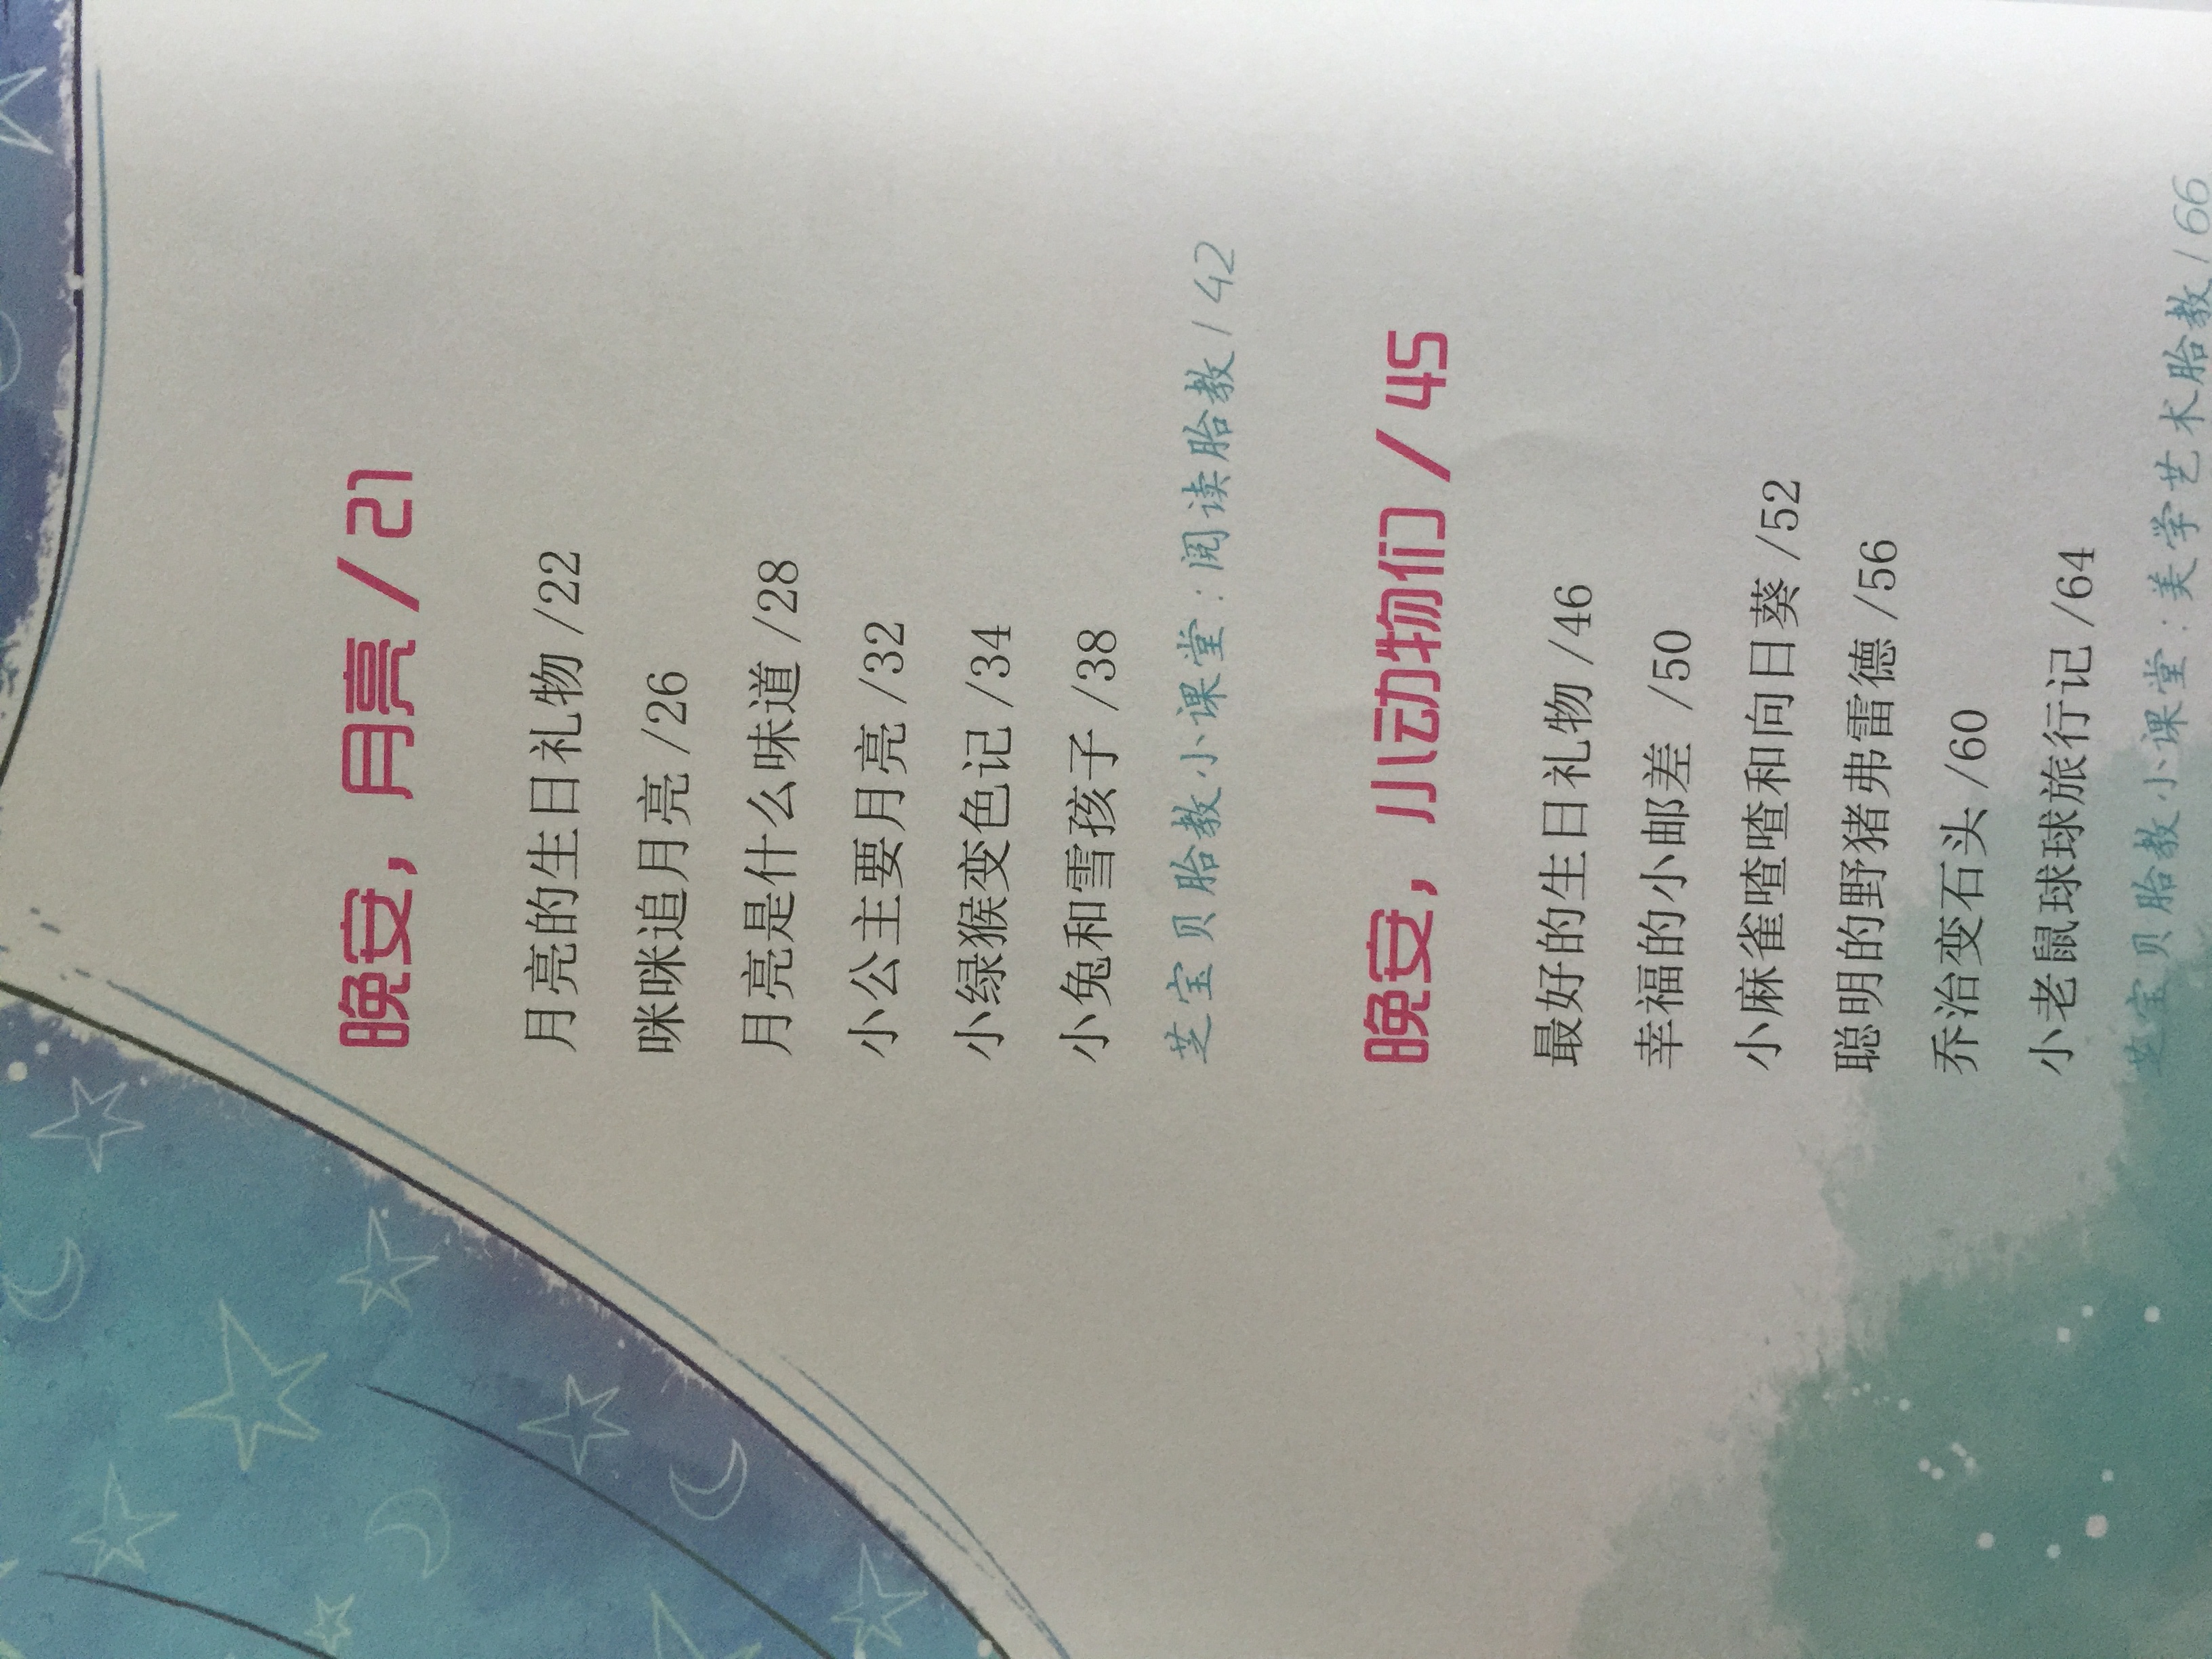 晚安，月亮 / 21
月亮的生日礼物 /22
咪咪追月亮 /26
月亮是什么味道 /28
小公主要月亮 /32
小绿猴变色记 /34
小兔和雪孩子 /38
芝宝贝胎教小课堂：阅读胎教 / 42
晚安，小动物们 / 45
最好的生日礼物 /46
幸福的小邮差 /50
小麻雀喳喳和向日葵 /52
聪明的野猪弗雷德 /56
乔治变石头 /60
小老鼠球球旅行记 /64
芝宝贝胎教小课堂：美学艺术胎教 / 66